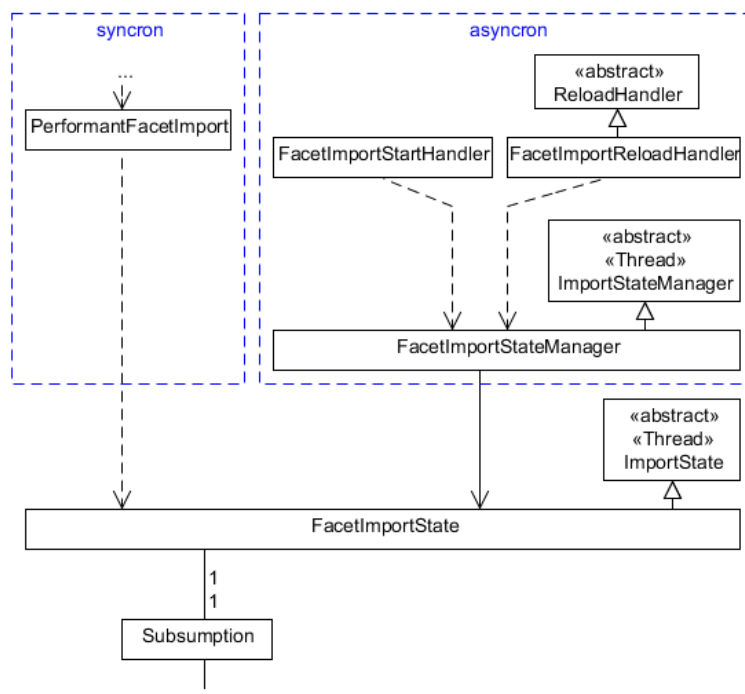 syncron
asyncron
...
PerformantFacetImport
«abstract»
ReloadHandler
FacetImportStartHandler
FacetImportReloadHandler
«abstract»
«Thread»
ImportStateManager
FacetImportStateManager
«abstract»
«Thread»
ImportState
FacetImportState
1
1
Subsumption